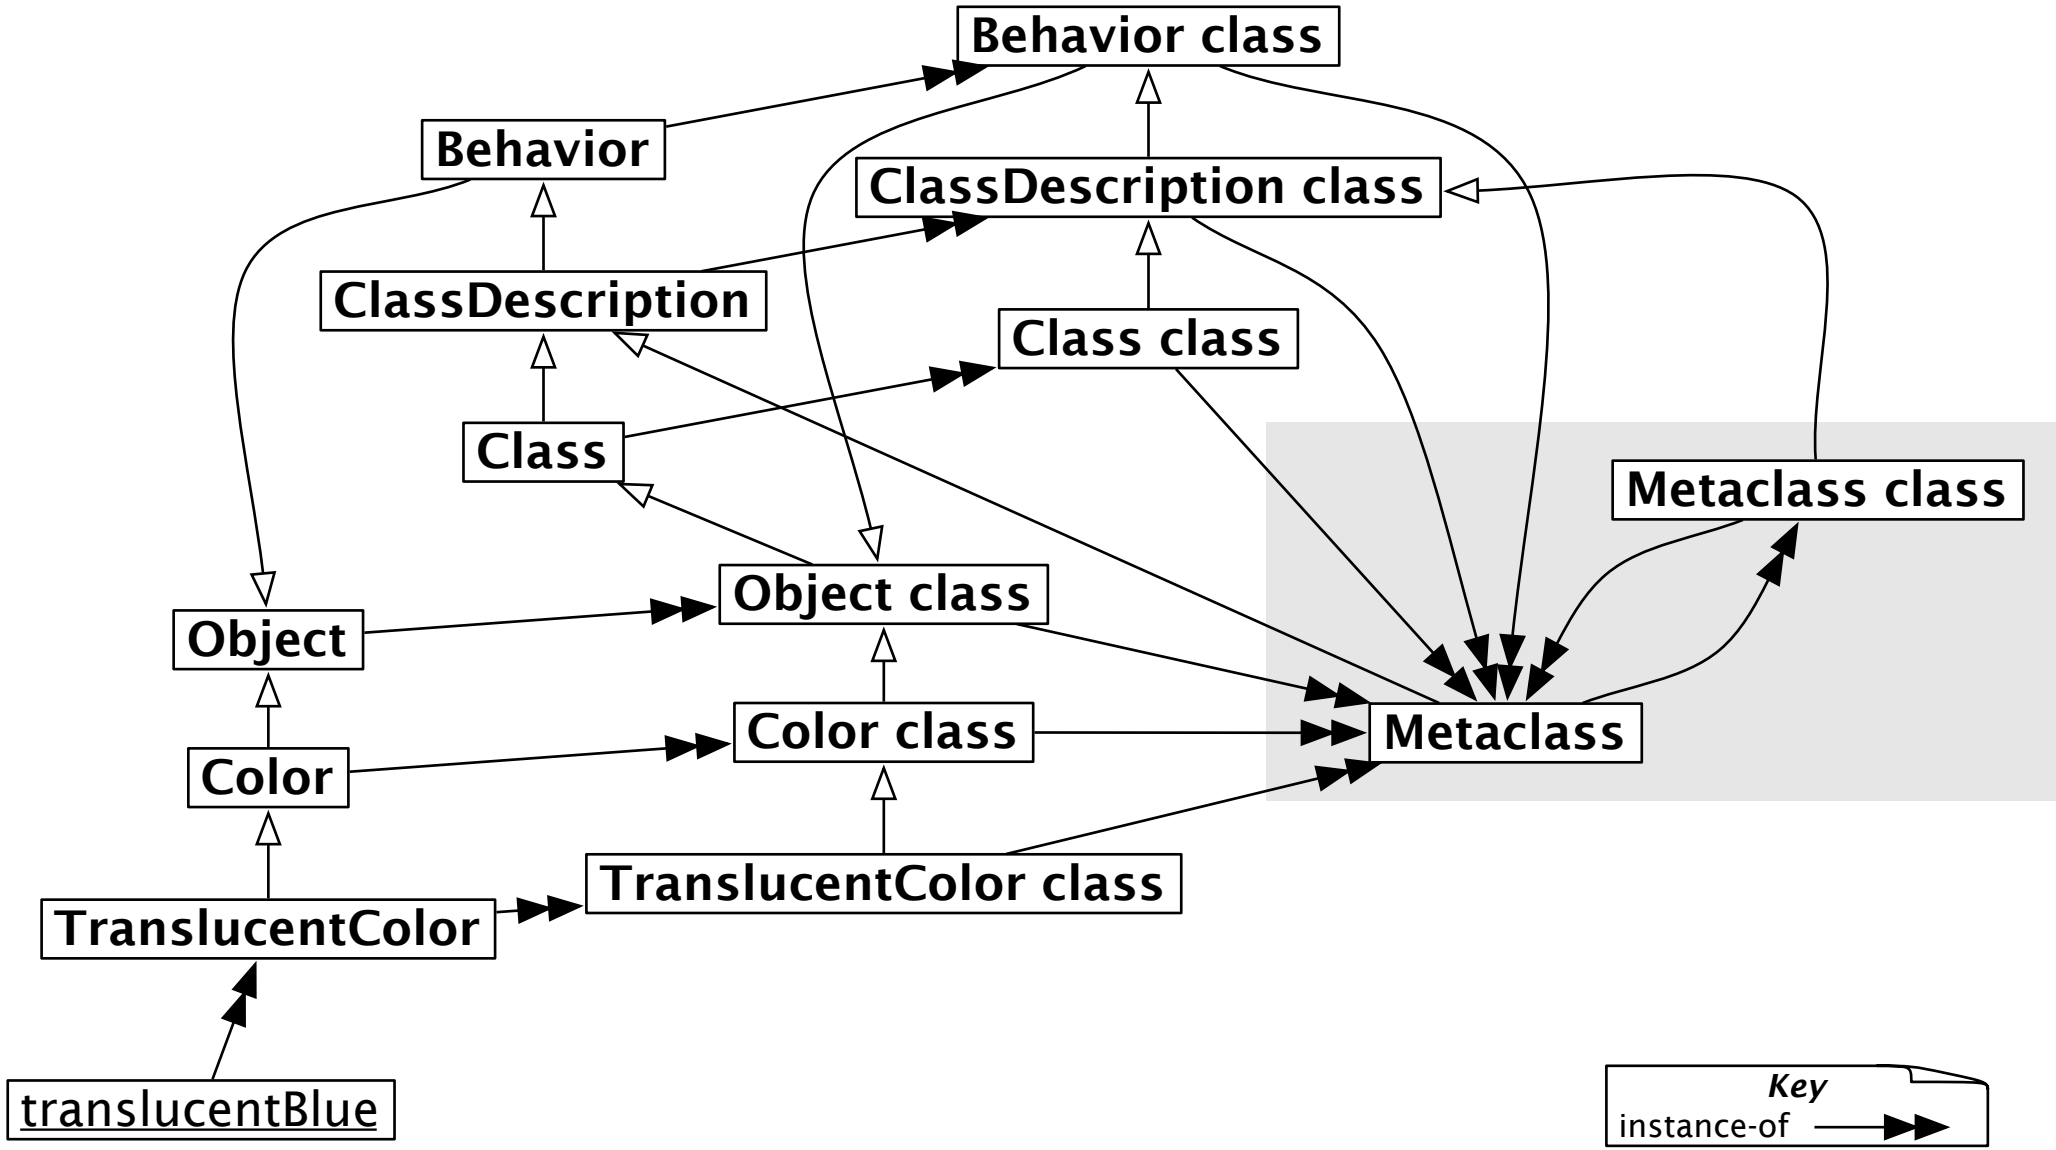 Behavior class
Behavior
ClassDescription class
ClassDescription
Class class
Class
Metaclass class
Object class
Object
Color class
Metaclass
Color
TranslucentColor class
TranslucentColor
translucentBlue
Key
instance-of